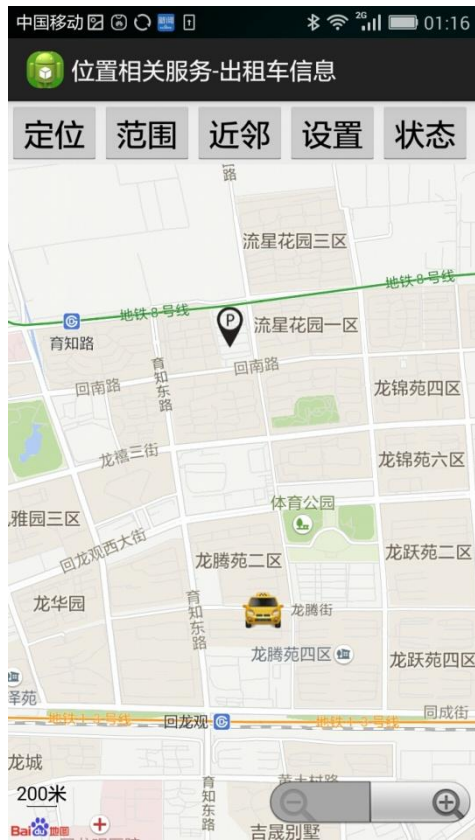 中国移动
2G
01:16
位置相关服务-出租车信息
定位 范围 近邻 设置 状态
路
流星花园三区
地铁8号线
地铁8号线
P
流星花园一区
育知路
回南路
育知东路
回南路
龙锦苑四区
龙禧三街
龙锦苑六区
雅园三区
体育公园
回龙观西大街
龙腾苑二区
龙跃苑二区
龙华园
育知东路
龙腾街
龙腾苑四区
龙跃苑四区
泽苑
同成街
地铁13号线
回龙观
地铁13号线
龙城
育知东路
黄土村路
200米
Bai 地图
吉晟别墅